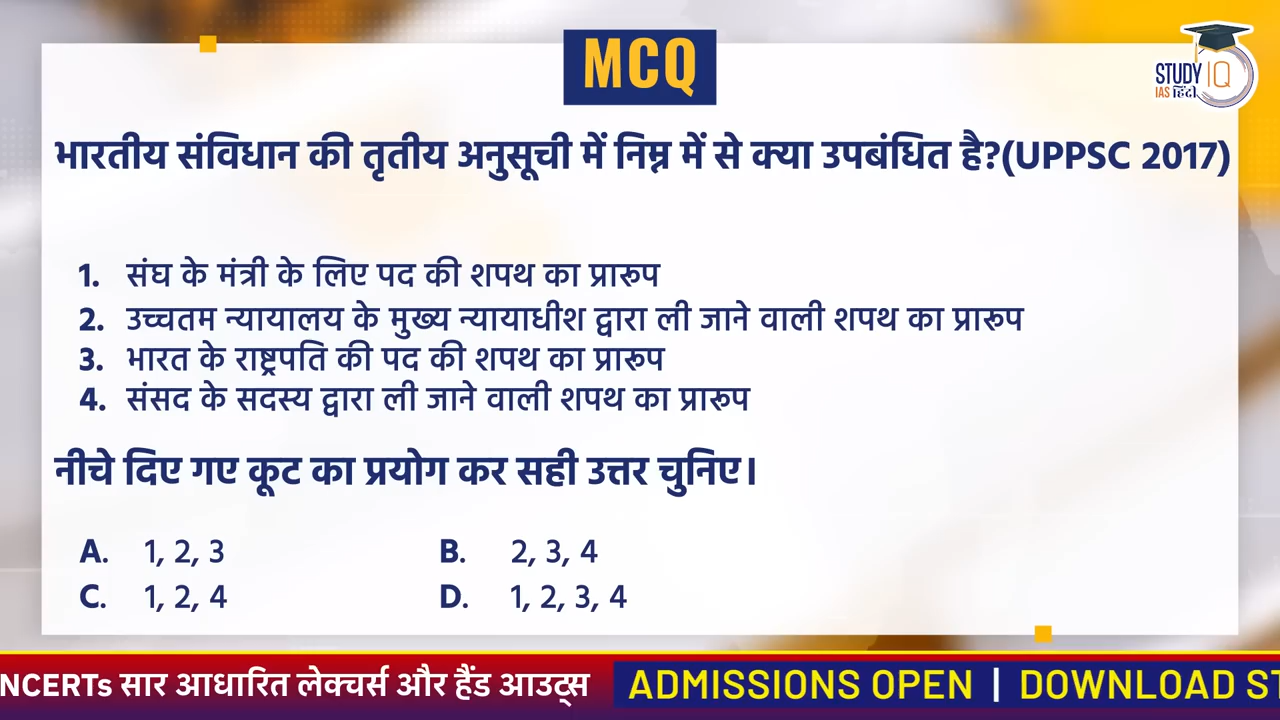 MCQ
STUDY IQ
IAS हिंदी
भारतीय संविधान की तृतीय अनुसूची में निम्न में से क्या उपबंधित है?(UPPSC 2017)
1. संघ के मंत्री के लिए पद की शपथ का प्रारूप
2. उच्चतम न्यायालय के मुख्य न्यायाधीश द्वारा ली जाने वाली शपथ का प्रारूप
3. भारत के राष्ट्रपति की पद की शपथ का प्रारूप
4. संसद के सदस्य द्वारा ली जाने वाली शपथ का प्रारूप
नीचे दिए गए कूट का प्रयोग कर सही उत्तर चुनिए।
A. 1, 2, 3 B. 2, 3, 4
C. 1, 2, 4 D. 1, 2, 3, 4
NCERTs सार आधारित लेक्चर्स और हैंड आउट्स ADMISSIONS OPEN | DOWNLOAD ST